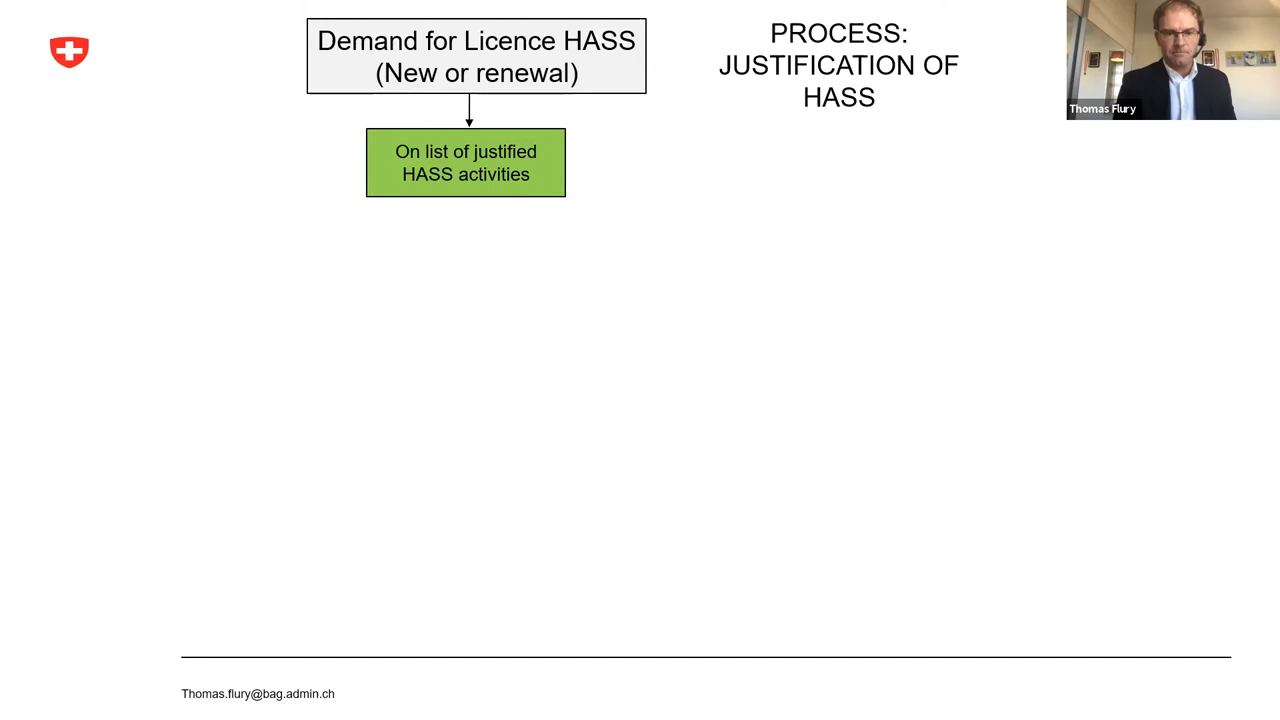 Demand for Licence HASS
(New or renewal)
PROCESS:
JUSTIFICATION OF
HASS
Thomas Flury
On list of justified
HASS activities
Thomas.flury@bag.admin.ch